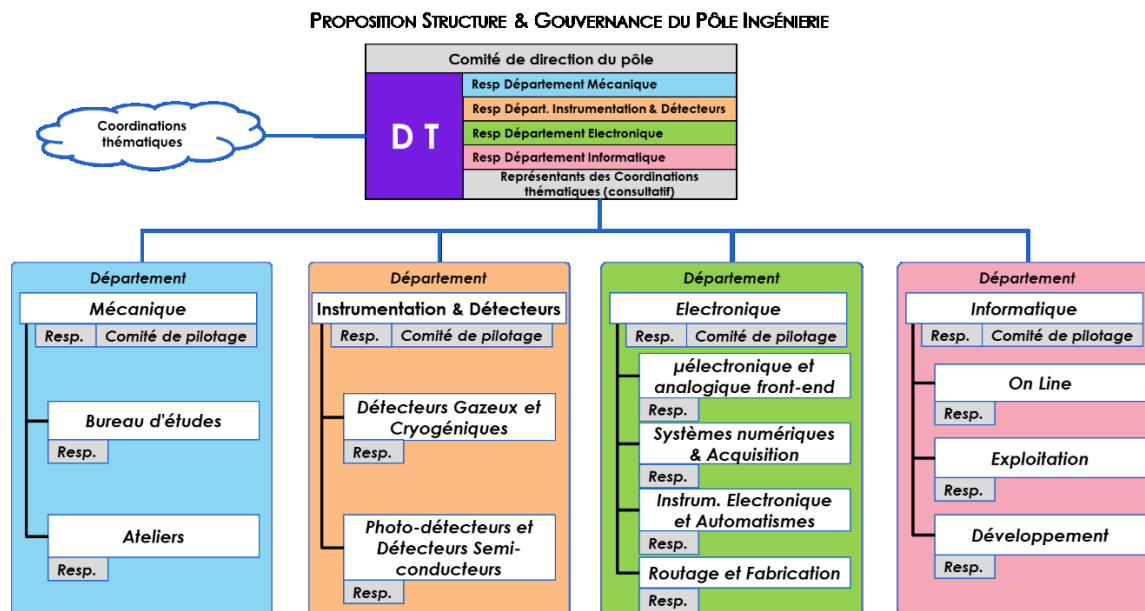 PROPOSITION STRUCTURE & GOUVERNANCE DU PÔLE INGÉNIERIE
Comité de direction du pôle
D T
Resp Département Mécanique
Resp Départ. Instrumentation & Détecteurs
Resp Département Electronique
Resp Département Informatique
Représentants des Coordinations
thématiques (consultatif)
Coordinations
thématiques
Département
Mécanique
Resp. Comité de pilotage
Bureau d'études
Resp.
Ateliers
Resp.
Département
Instrumentation & Détecteurs
Resp. Comité de pilotage
Détecteurs Gazeux et
Cryogéniques
Resp.
Photo-détecteurs et
Détecteurs Semi-
conducteurs
Resp.
Département
Electronique
Resp. Comité de pilotage
µélectronique et
analogique front-end
Resp.
Systèmes numériques
& Acquisition
Resp.
Instrum. Electronique
et Automatismes
Resp.
Routage et Fabrication
Resp.
Département
Informatique
Resp. Comité de pilotage
On Line
Resp.
Exploitation
Resp.
Développement
Resp.